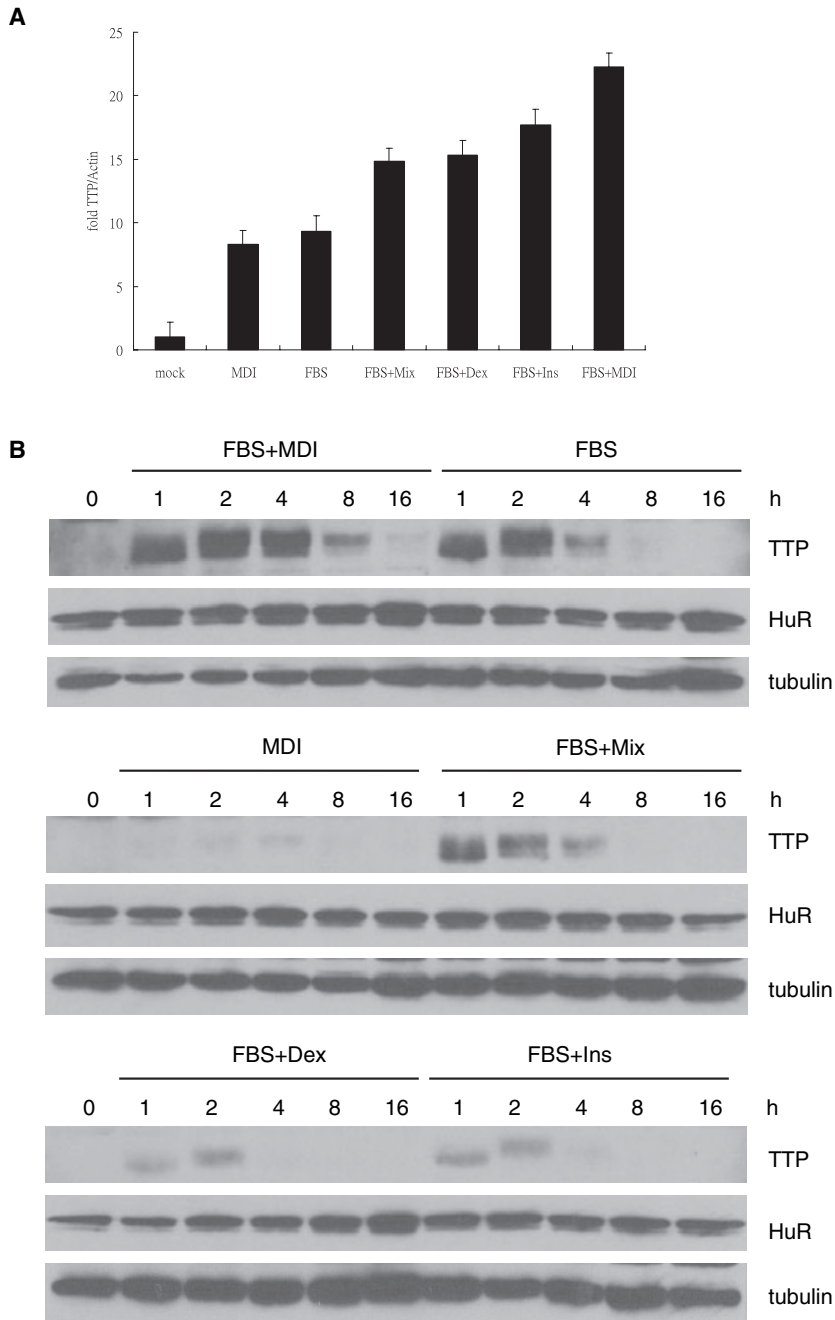 A
25
20
15
10
5
0
fold TTP/Actin
mock MDI FBS FBS+Mix FBS+Dex FBS+Ins FBS+MDI
B
FBS+MDI FBS
0 1 2 4 8 16 1 2 4 8 16 h
TTP
HuR
tubulin
MDI FBS+Mix
0 1 2 4 8 16 1 2 4 8 16 h
TTP
HuR
tubulin
FBS+Dex FBS+Ins
0 1 2 4 8 16 1 2 4 8 16 h
TTP
HuR
tubulin